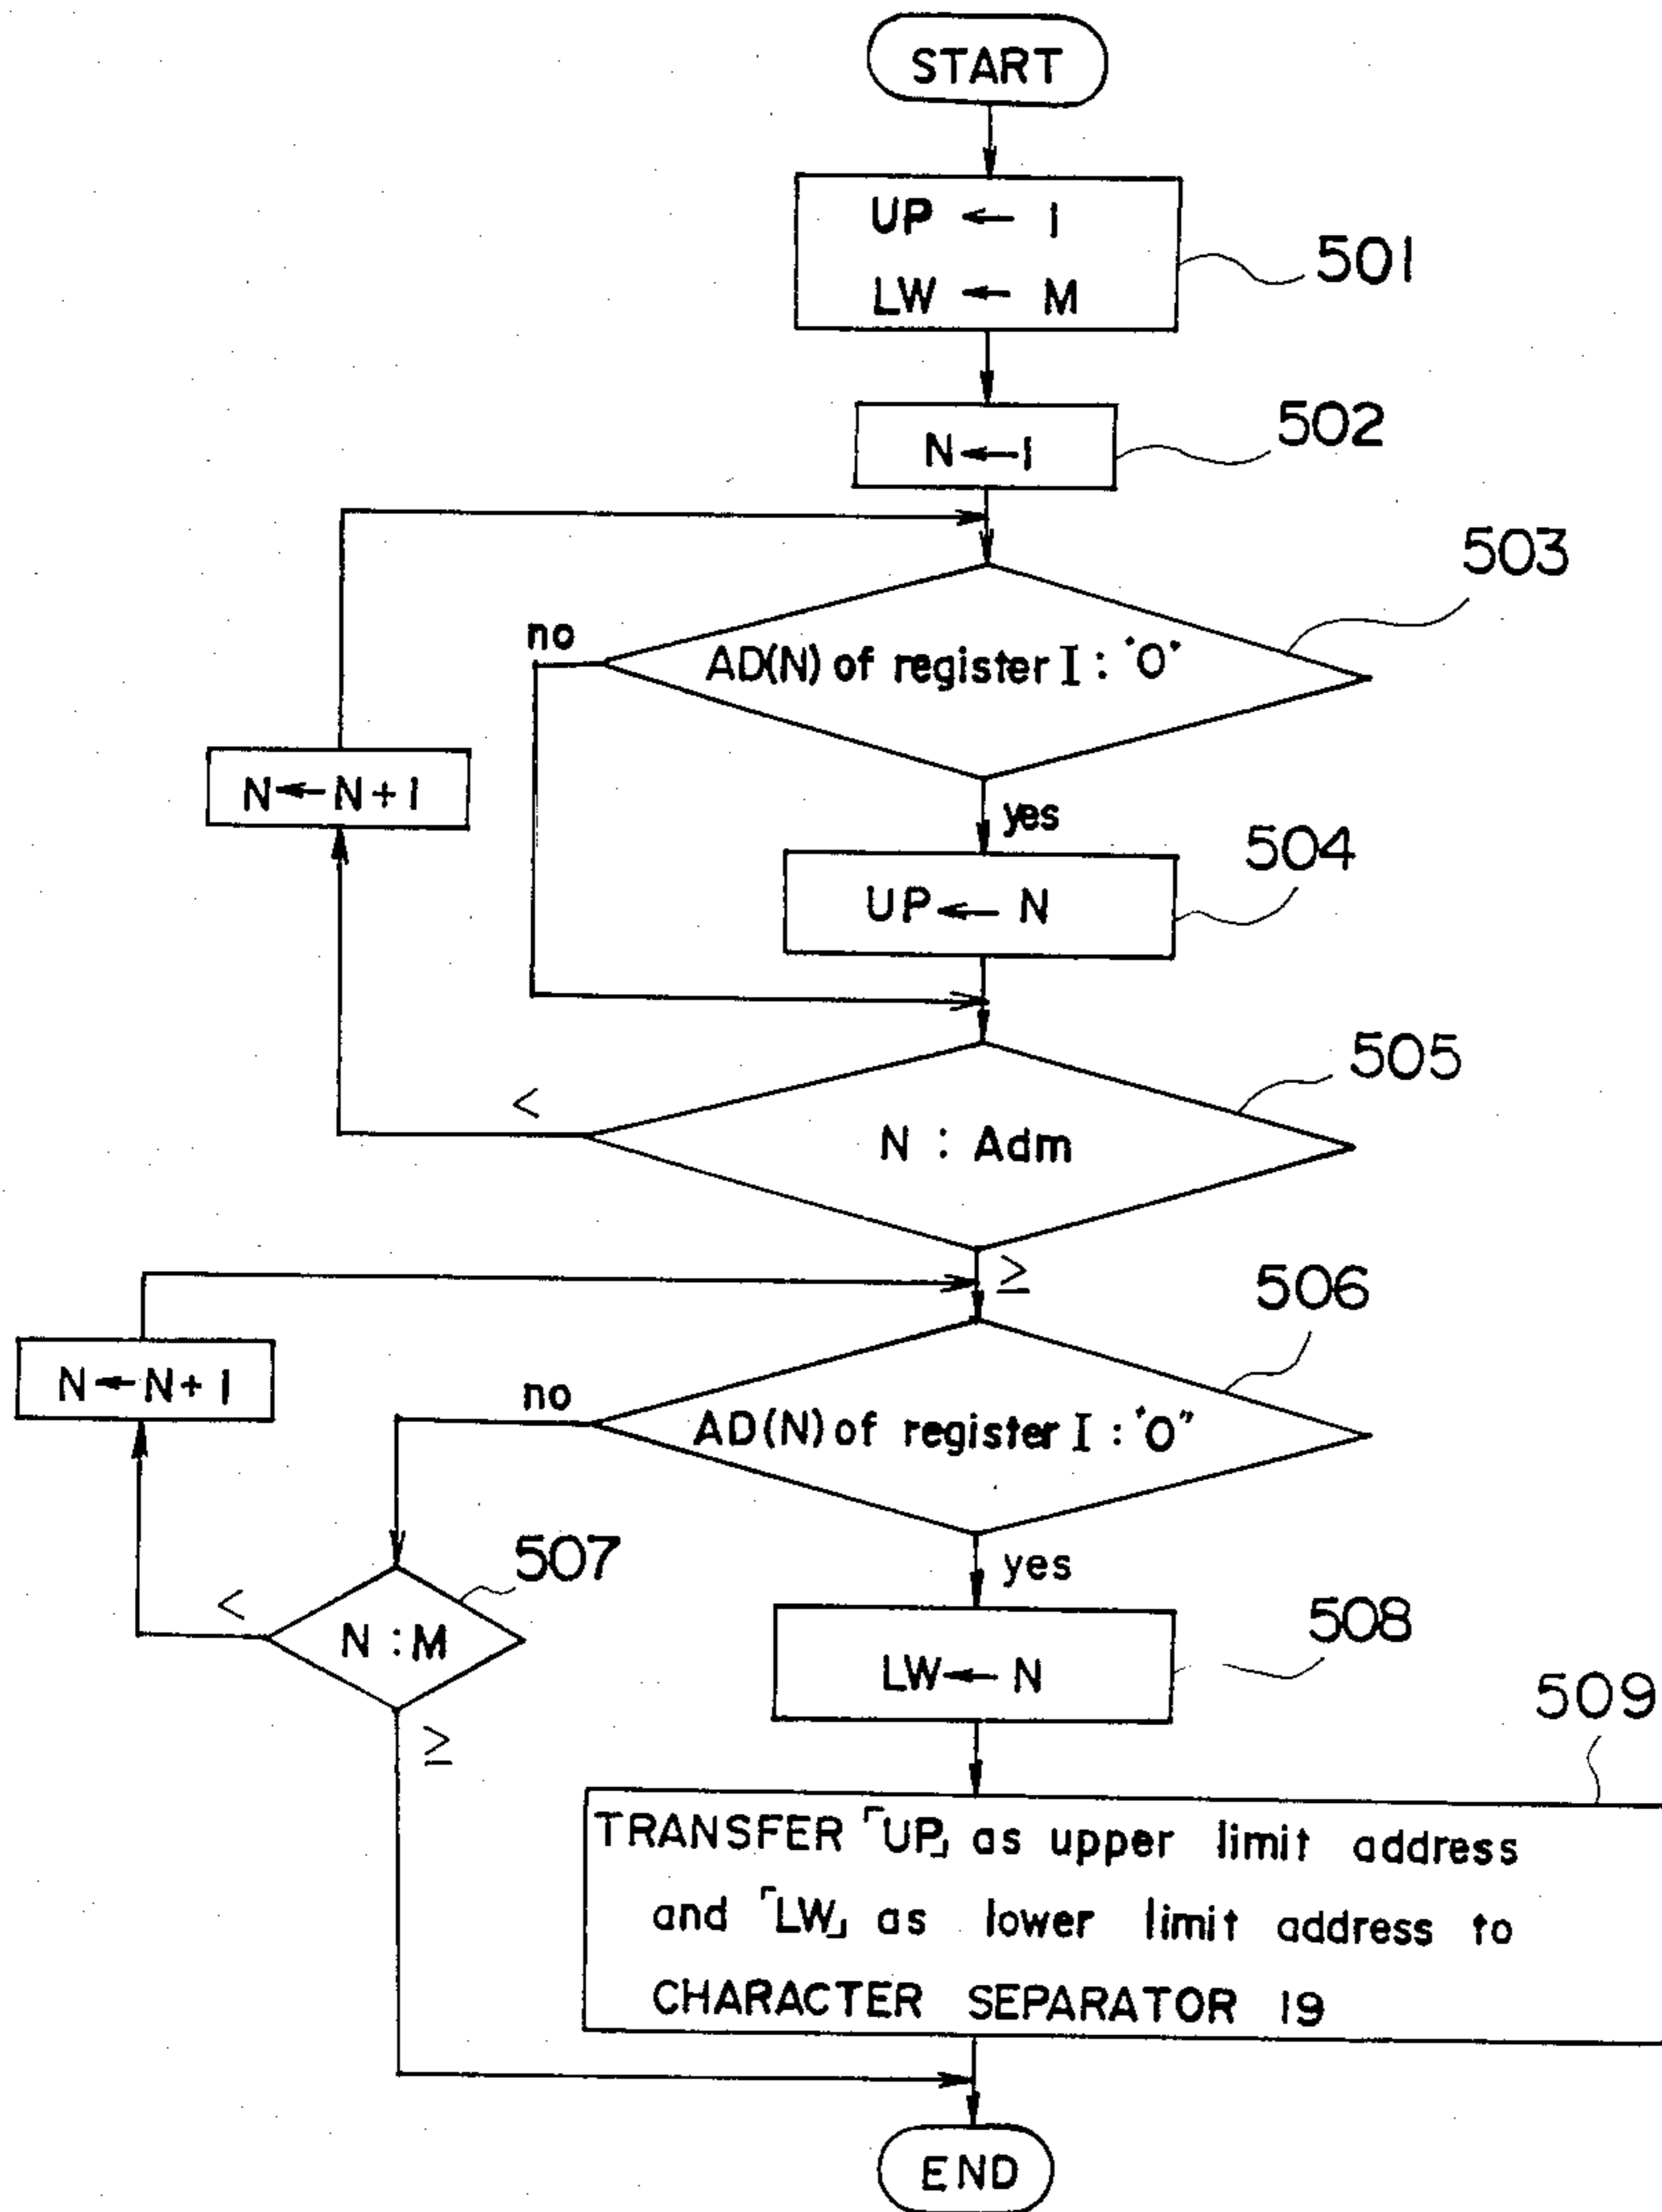 START
UP ← 1
LW ← M
501
N ← 1
502
503
no
AD(N) of register I : "0"
N ← N + 1
yes
504
UP ← N
505
<
N : Adm
≥
506
N ← N + 1
no
AD(N) of register I : "0"
507
yes
<
N : M
508
LW ← N
≥
509
TRANSFER 「UP」 as upper limit address
and 「LW」 as lower limit address to
CHARACTER SEPARATOR 19
END